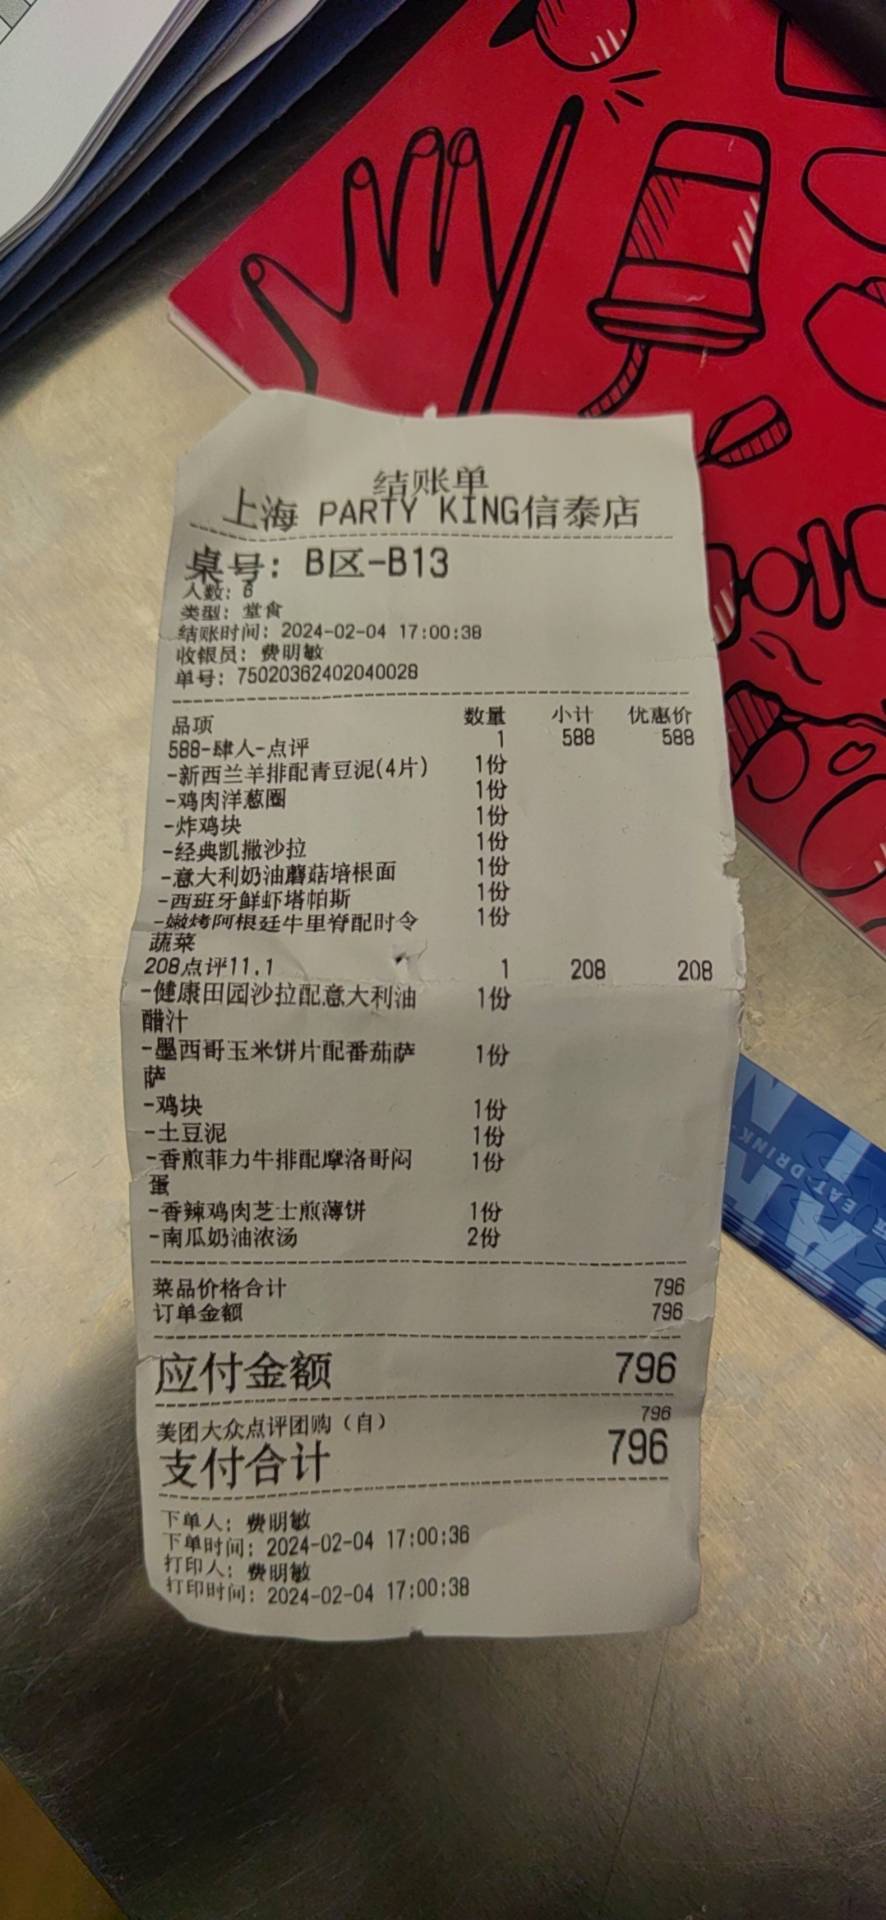 结账单
上海 PARTY KING信泰店
桌号: B区-B13
人数: 6
类型: 堂食
结账时间: 2024-02-04 17:00:38
收银员: 费明敏
单号: 75020362402040028
品项 数量 小计 优惠价
588-肆人-点评 1 588 588
-新西兰羊排配青豆泥(4片) 1份
-鸡肉洋葱圈 1份
-炸鸡块 1份
-经典凯撒沙拉 1份
-意大利奶油蘑菇培根面 1份
-西班牙鲜虾塔帕斯 1份
-嫩烤阿根廷牛里脊配时令 1份
蔬菜
208点评11.1 1 208 208
-健康田园沙拉配意大利油 1份
醋汁
-墨西哥玉米饼片配番茄萨 1份
萨
-鸡块 1份
-土豆泥 1份
-香煎菲力牛排配摩洛哥闷 1份
蛋
-香辣鸡肉芝士煎薄饼 1份
-南瓜奶油浓汤 2份
菜品价格合计 796
订单金额 796
应付金额 796
美团大众点评团购（自） 796
支付合计 796
下单人: 费明敏
下单时间: 2024-02-04 17:00:36
打印人: 费明敏
打印时间: 2024-02-04 17:00:38
EAT DRINK